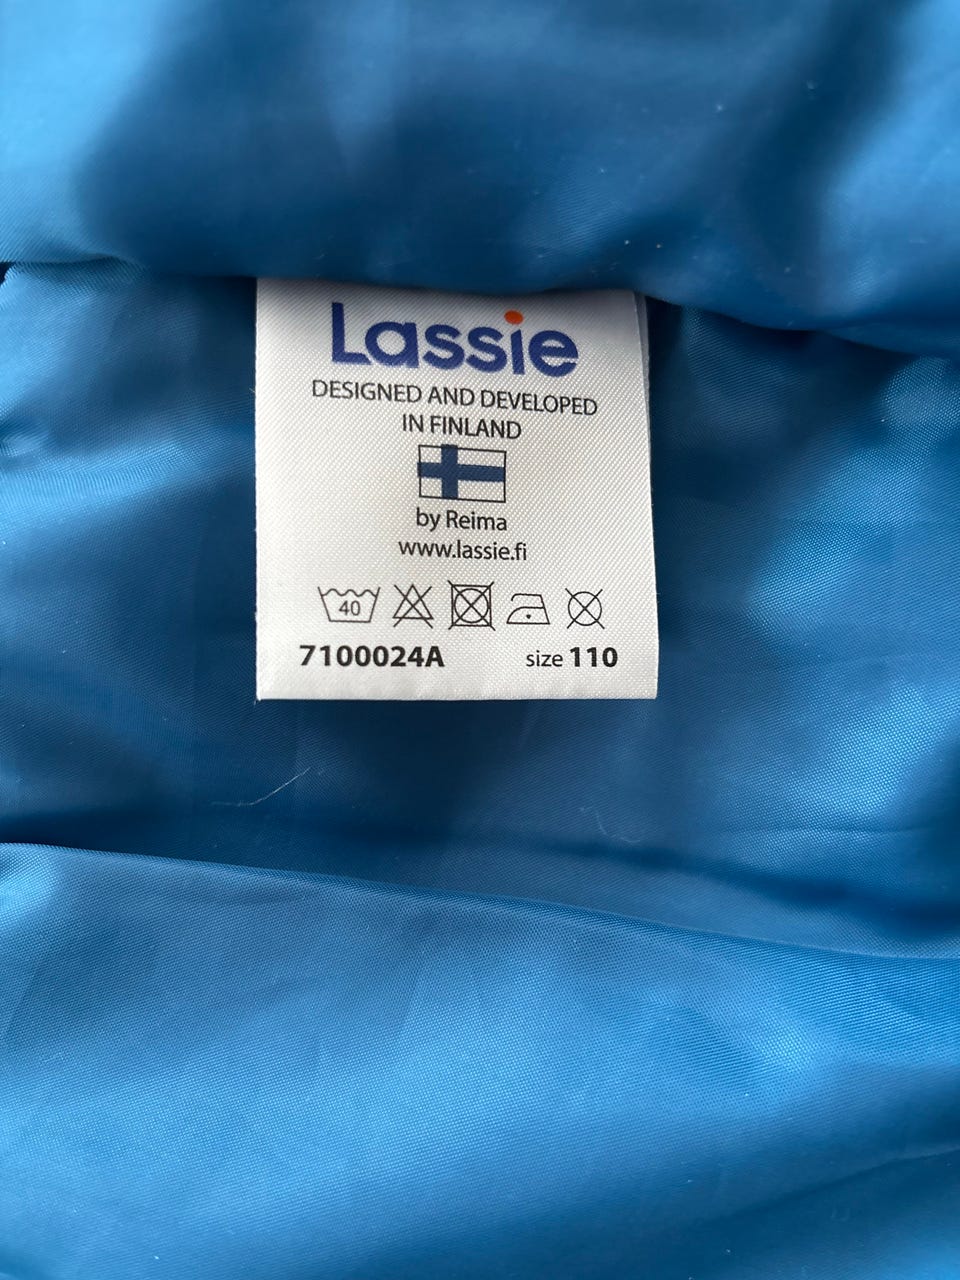 Lassie
DESIGNED AND DEVELOPED
IN FINLAND
by Reima
www.lassie.fi
40
7100024A size 110